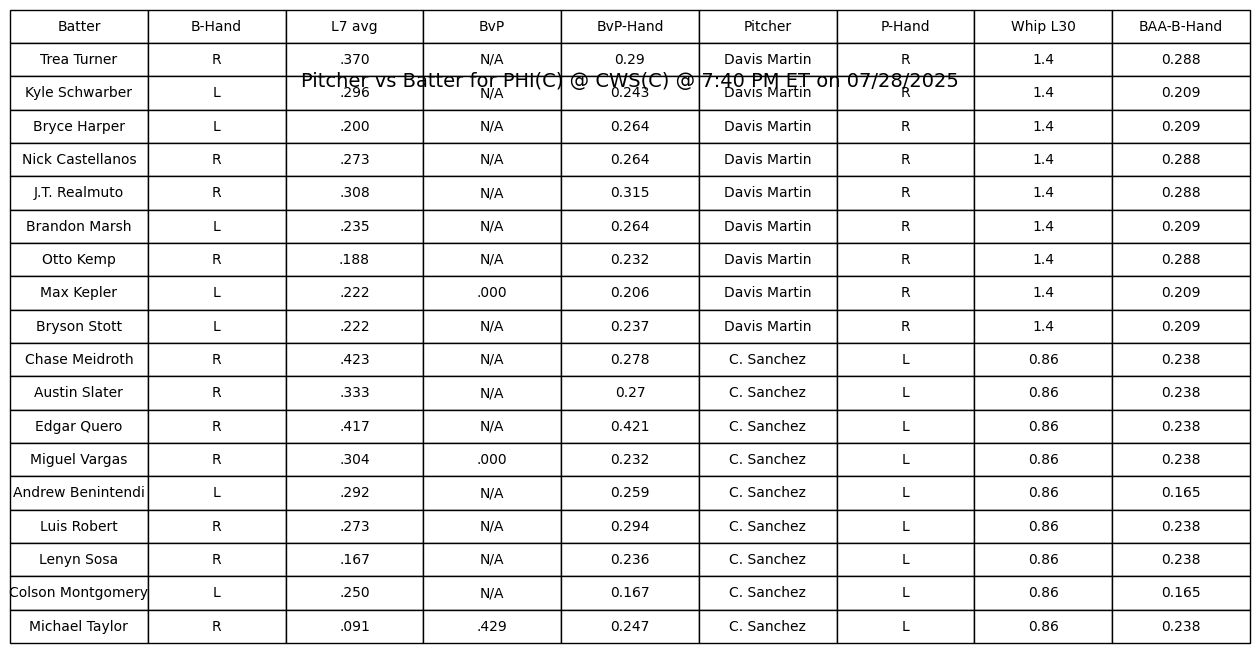 Batter B-Hand L7 avg BvP BvP-Hand Pitcher P-Hand Whip L30 BAA-B-Hand
Trea Turner R .370 N/A 0.29 Davis Martin R 1.4 0.288
Pitcher vs Batter for PHI(C) @ CWS(C) @ 7:40 PM ET on 07/28/2025
Kyle Schwarber L .296 N/A 0.243 Davis Martin R 1.4 0.209
Bryce Harper L .200 N/A 0.264 Davis Martin R 1.4 0.209
Nick Castellanos R .273 N/A 0.264 Davis Martin R 1.4 0.288
J.T. Realmuto R .308 N/A 0.315 Davis Martin R 1.4 0.288
Brandon Marsh L .235 N/A 0.264 Davis Martin R 1.4 0.209
Otto Kemp R .188 N/A 0.232 Davis Martin R 1.4 0.288
Max Kepler L .222 .000 0.206 Davis Martin R 1.4 0.209
Bryson Stott L .222 N/A 0.237 Davis Martin R 1.4 0.209
Chase Meidroth R .423 N/A 0.278 C. Sanchez L 0.86 0.238
Austin Slater R .333 N/A 0.27 C. Sanchez L 0.86 0.238
Edgar Quero R .417 N/A 0.421 C. Sanchez L 0.86 0.238
Miguel Vargas R .304 .000 0.232 C. Sanchez L 0.86 0.238
Andrew Benintendi L .292 N/A 0.259 C. Sanchez L 0.86 0.165
Luis Robert R .273 N/A 0.294 C. Sanchez L 0.86 0.238
Lenyn Sosa R .167 N/A 0.236 C. Sanchez L 0.86 0.238
Colson Montgomery L .250 N/A 0.167 C. Sanchez L 0.86 0.165
Michael Taylor R .091 .429 0.247 C. Sanchez L 0.86 0.238